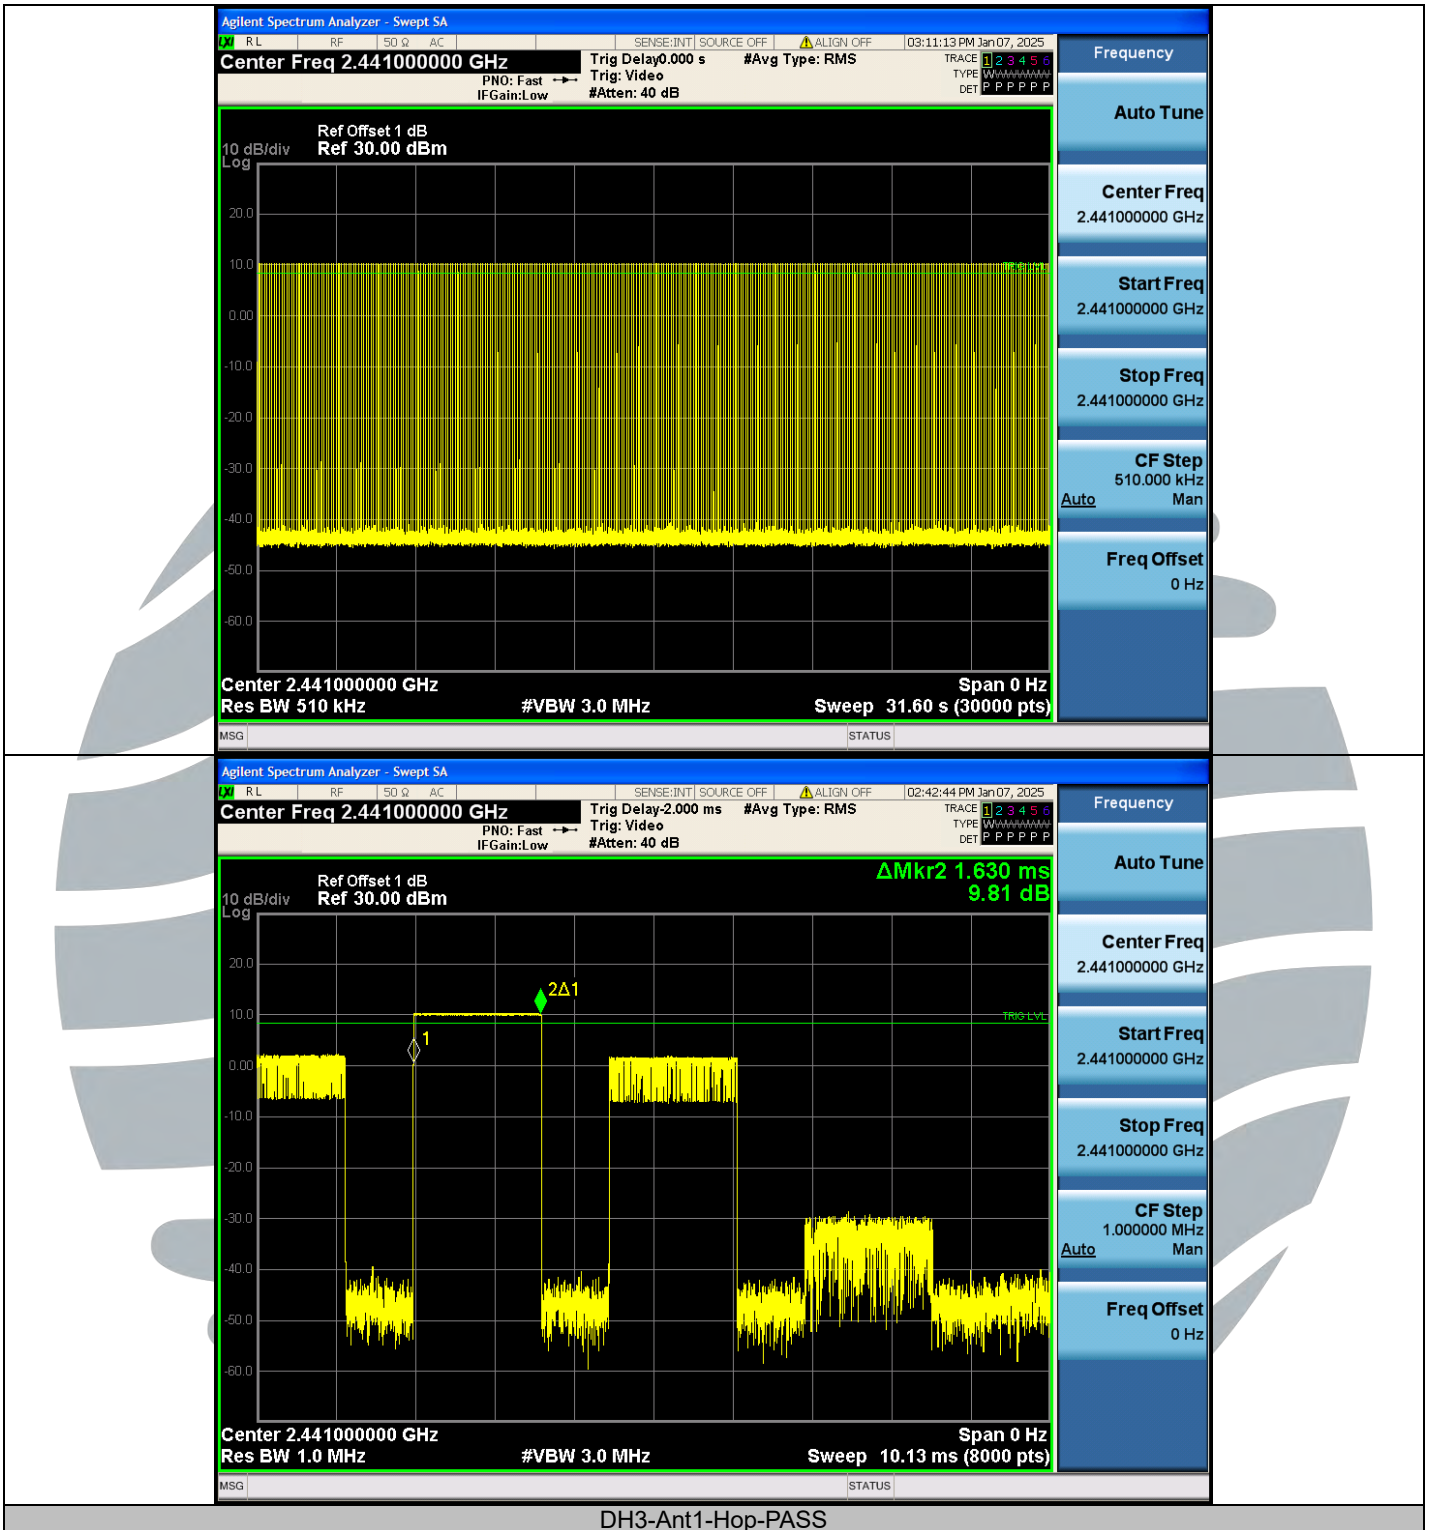 Agilent Spectrum Analyzer - Swept SA
LXI RL RF 50 Ω AC SENSE:INT SOURCE OFF ALIGN OFF 03:11:13 PM Jan 07, 2025
Center Freq 2.441000000 GHz
PNO: Fast
IFGain:Low
Trig Delay0.000 s
Trig: Video
#Atten: 40 dB
#Avg Type: RMS
TRACE 1 2 3 4 5 6
TYPE WWWWWW
DET P P P P P P
Ref Offset 1 dB
10 dB/div Ref 30.00 dBm
Log
20.0
10.0
0.00
-10.0
-20.0
-30.0
-40.0
-50.0
-60.0
TRIG LVL
Center 2.441000000 GHz Span 0 Hz
Res BW 510 kHz #VBW 3.0 MHz Sweep 31.60 s (30000 pts)
MSG STATUS
Frequency
Auto Tune
Center Freq
2.441000000 GHz
Start Freq
2.441000000 GHz
Stop Freq
2.441000000 GHz
CF Step
510.000 kHz
Auto Man
Freq Offset
0 Hz
Agilent Spectrum Analyzer - Swept SA
LXI RL RF 50 Ω AC SENSE:INT SOURCE OFF ALIGN OFF 02:42:44 PM Jan 07, 2025
Center Freq 2.441000000 GHz
PNO: Fast
IFGain:Low
Trig Delay-2.000 ms
Trig: Video
#Atten: 40 dB
#Avg Type: RMS
TRACE 1 2 3 4 5 6
TYPE WWWWWW
DET P P P P P P
ΔMkr2 1.630 ms
9.81 dB
Ref Offset 1 dB
10 dB/div Ref 30.00 dBm
Log
20.0
10.0
0.00
-10.0
-20.0
-30.0
-40.0
-50.0
-60.0
2Δ1
1
TRIG LVL
Center 2.441000000 GHz Span 0 Hz
Res BW 1.0 MHz #VBW 3.0 MHz Sweep 10.13 ms (8000 pts)
MSG STATUS
Frequency
Auto Tune
Center Freq
2.441000000 GHz
Start Freq
2.441000000 GHz
Stop Freq
2.441000000 GHz
CF Step
1.000000 MHz
Auto Man
Freq Offset
0 Hz
DH3-Ant1-Hop-PASS